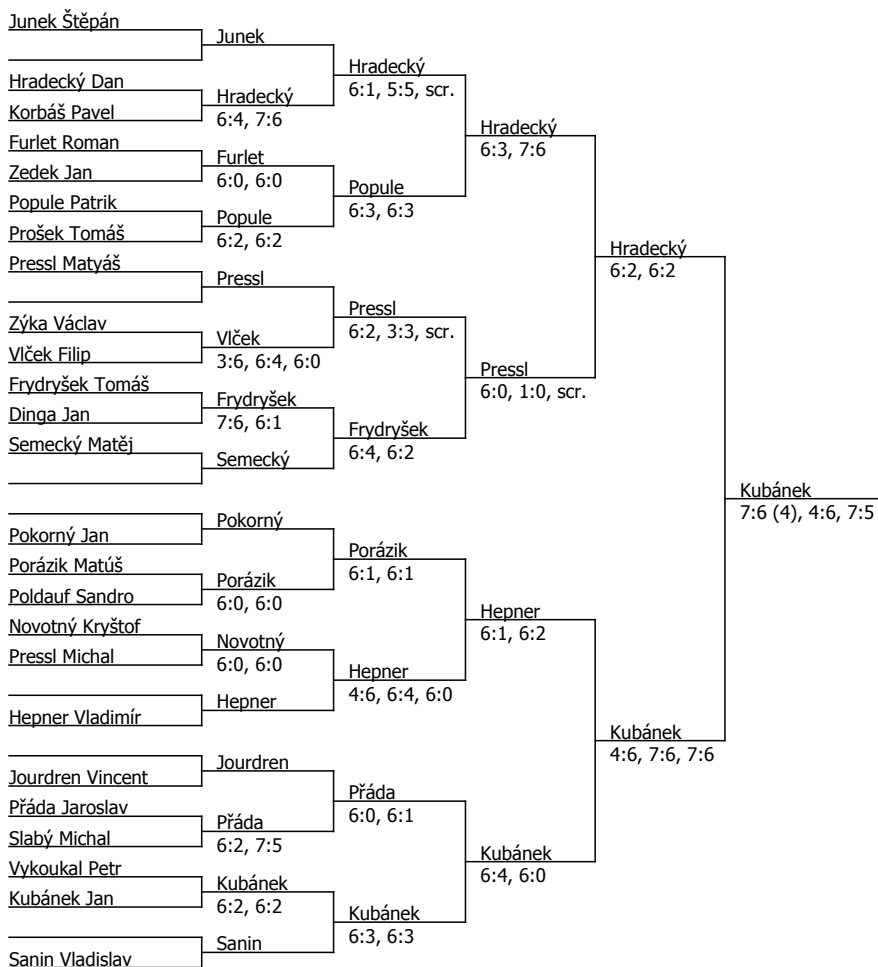 Junek Štěpán
Hradecký Dan
Korbáš Pavel
Furlet Roman
Zedek Jan
Popule Patrik
Prošek Tomáš
Pressl Matyáš
Zýka Václav
Vlček Filip
Frydryšek Tomáš
Dinga Jan
Semecký Matěj
Pokorný Jan
Porázik Matúš
Poldauf Sandro
Novotný Kryštof
Pressl Michal
Hepner Vladimír
Jourdren Vincent
Přáda Jaroslav
Slabý Michal
Vykoukal Petr
Kubánek Jan
Sanin Vladislav
Junek
Hradecký
6:4, 7:6
Furlet
6:0, 6:0
Popule
6:2, 6:2
Pressl
Vlček
3:6, 6:4, 6:0
Frydryšek
7:6, 6:1
Semecký
Pokorný
Porázik
6:0, 6:0
Novotný
6:0, 6:0
Hepner
Jourdren
Přáda
6:2, 7:5
Kubánek
6:2, 6:2
Sanin
Hradecký
6:1, 5:5, scr.
Popule
6:3, 6:3
Pressl
6:2, 3:3, scr.
Frydryšek
6:4, 6:2
Porázik
6:1, 6:1
Hepner
4:6, 6:4, 6:0
Přáda
6:0, 6:1
Kubánek
6:3, 6:3
Hradecký
6:3, 7:6
Pressl
6:0, 1:0, scr.
Hepner
6:1, 6:2
Kubánek
6:4, 6:0
Hradecký
6:2, 6:2
Kubánek
4:6, 7:6, 7:6
Kubánek
7:6 (4), 4:6, 7:5